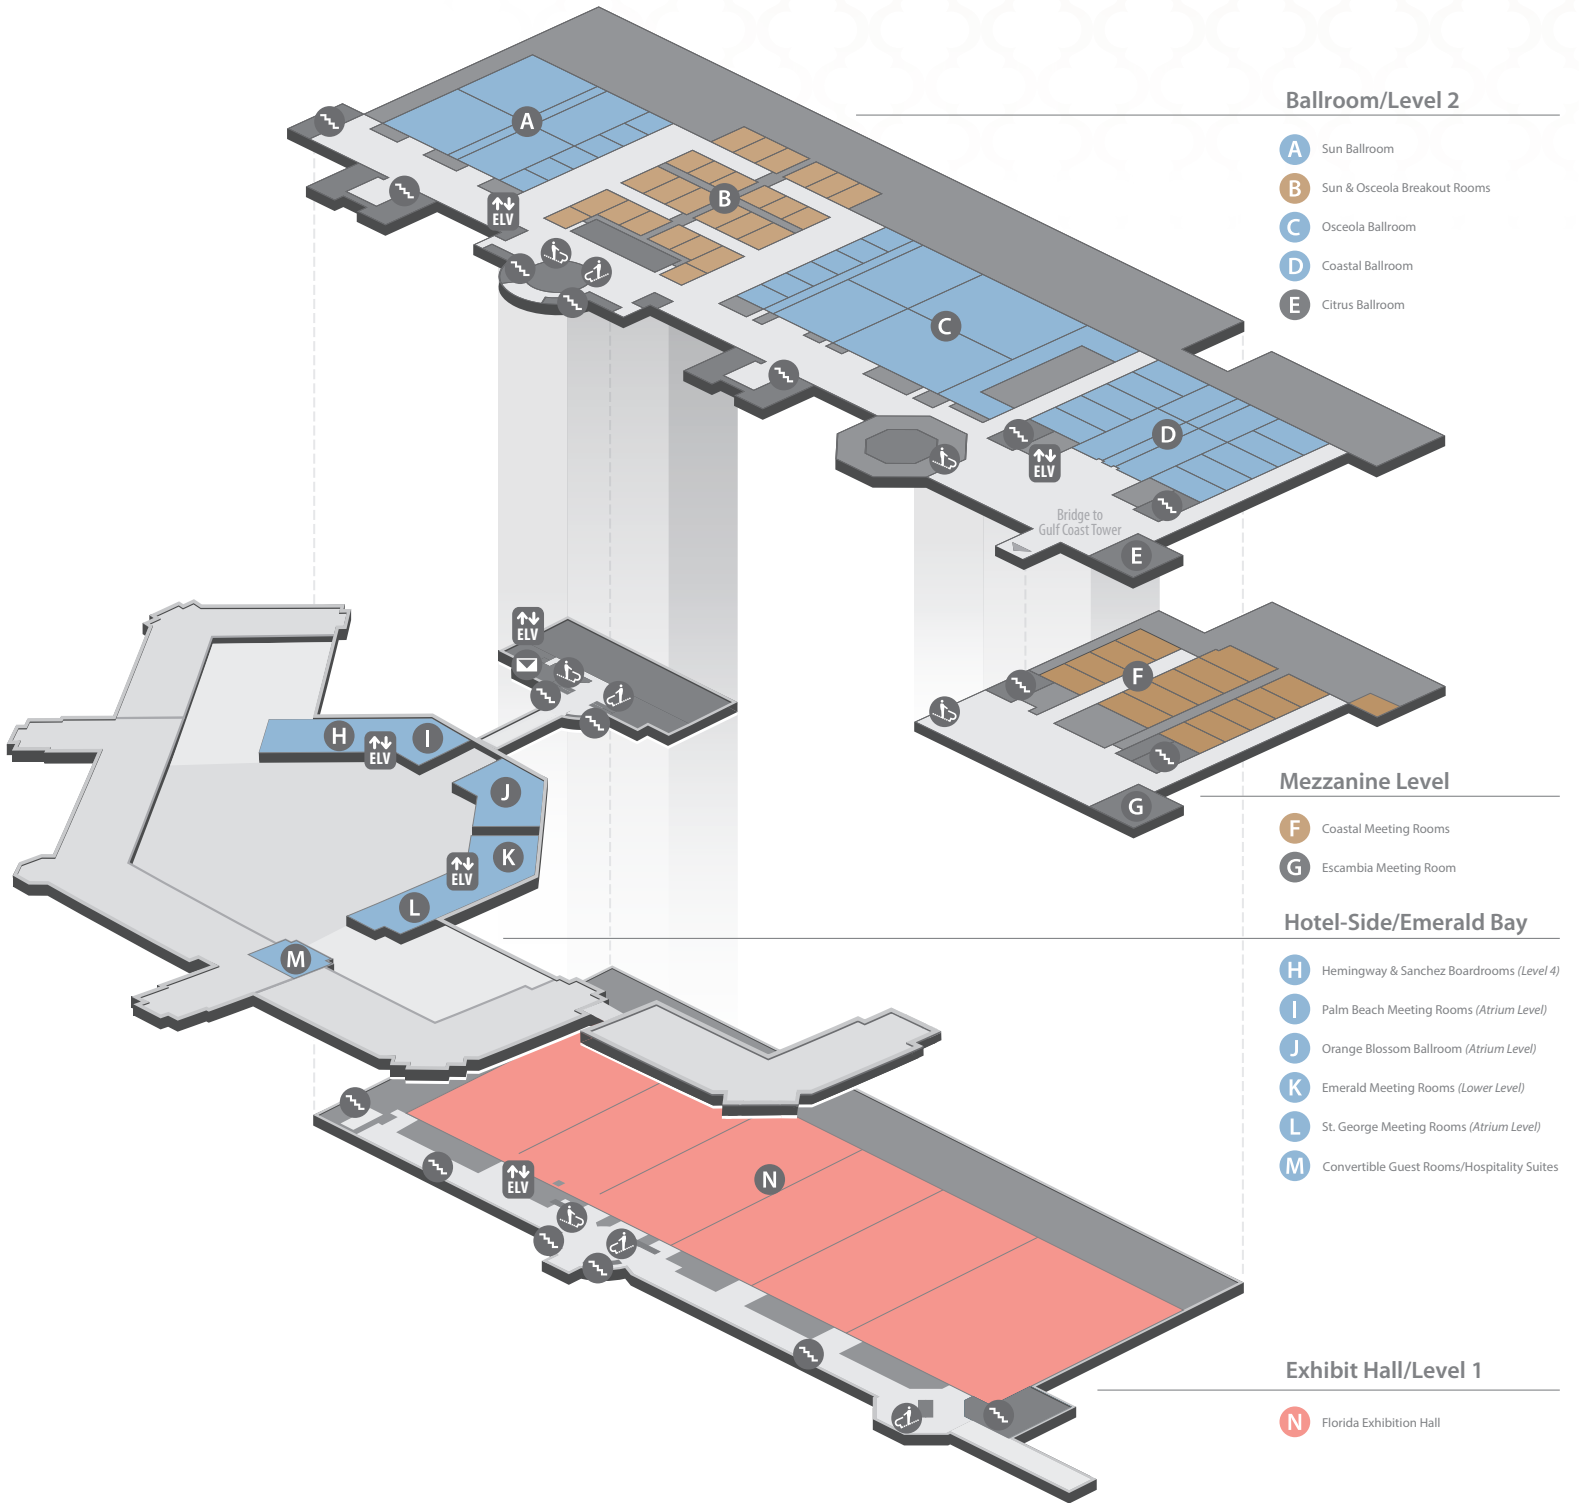 Ballroom/Level 2
A Sun Ballroom
B Sun & Osceola Breakout Rooms
C Osceola Ballroom
D Coastal Ballroom
E Citrus Ballroom
A
B
ELV
C
D
ELV
Bridge to
Gulf Coast Tower
E
ELV
F
G
Mezzanine Level
F Coastal Meeting Rooms
G Escambia Meeting Room
H
I
ELV
J
K
ELV
L
M
Hotel-Side/Emerald Bay
H Hemingway & Sanchez Boardrooms (Level 4)
I Palm Beach Meeting Rooms (Atrium Level)
J Orange Blossom Ballroom (Atrium Level)
K Emerald Meeting Rooms (Lower Level)
L St. George Meeting Rooms (Atrium Level)
M Convertible Guest Rooms/Hospitality Suites
ELV
N
Exhibit Hall/Level 1
N Florida Exhibition Hall